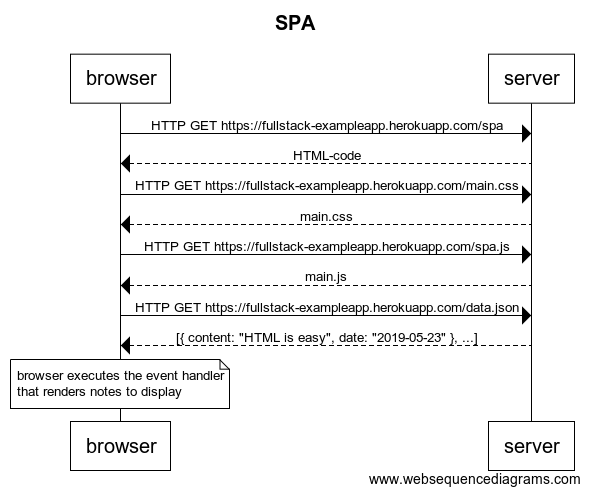 SPA
browser
server
HTTP GET https://fullstack-exampleapp.herokuapp.com/spa
HTML-code
HTTP GET https://fullstack-exampleapp.herokuapp.com/main.css
main.css
HTTP GET https://fullstack-exampleapp.herokuapp.com/spa.js
main.js
HTTP GET https://fullstack-exampleapp.herokuapp.com/data.json
[{ content: "HTML is easy", date: "2019-05-23" }, ...]
browser executes the event handler
that renders notes to display
browser
server
www.websequencediagrams.com